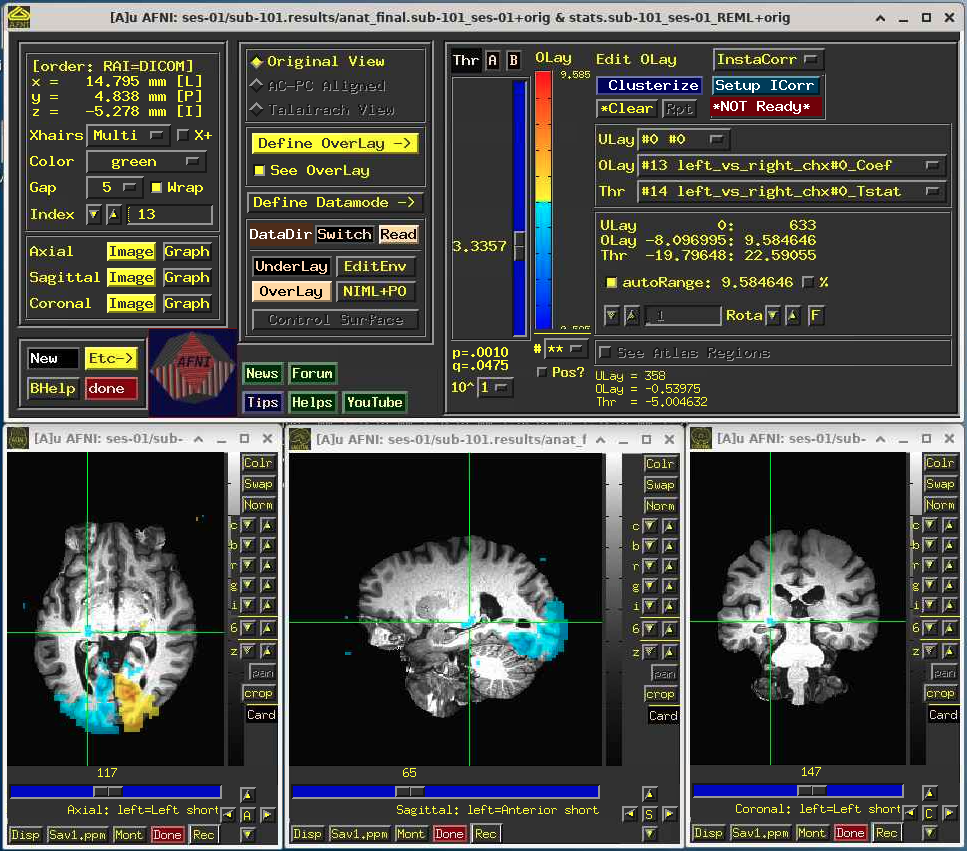 [A]u AFNI: ses-01/sub-101.results/anat_final.sub-101_ses-01+orig & stats.sub-101_ses-01_REML+orig
[order: RAI=DICOM]
x = 14.795 mm [L]
y = 4.838 mm [P]
z = -5.278 mm [I]
Xhairs Multi X+
Color green
Gap 5 Wrap
Index 13
Axial Image Graph
Sagittal Image Graph
Coronal Image Graph
New Etc->
BHelp done
AFNI
Original View
AC-PC Aligned
Talairach View
Define OverLay ->
See OverLay
Define Datamode ->
DataDir Switch Read
UnderLay EditEnv
OverLay NIML+PO
Control Surface
News Forum
Tips Helps YouTube
Thr A B
3.3357
p=.0010
q=.0475
10^ 1
OLay
9.585
# **
Pos?
Edit OLay InstaCorr
Clusterize Setup ICorr
*Clear Rpt *NOT Ready*
ULay #0 #0
OLay #13 left_vs_right_chx#0_Coef
Thr #14 left_vs_right_chx#0_Tstat
ULay 0: 633
OLay -8.096995: 9.584646
Thr -19.79648: 22.59055
autoRange: 9.584646 %
1 Rota F
See Atlas Regions
ULay = 358
OLay = -0.53975
Thr = -5.004632
[A]u AFNI: ses-01/sub-
Colr
Swap
Norm
c
b
r
g
i
6
z
pan
crop
Card
117
Axial: left=Left short
A
Disp Sav1.ppm Mont Done Rec
[A]u AFNI: ses-01/sub-101.results/anat_f
Colr
Swap
Norm
c
b
r
g
i
6
z
pan
crop
Card
65
Sagittal: left=Anterior short
S
Disp Sav1.ppm Mont Done Rec
[A]u AFNI: ses-01/sub-
Colr
Swap
Norm
c
b
r
g
i
6
z
pan
crop
Card
147
Coronal: left=Left short
C
Disp Sav1.ppm Mont Done Rec